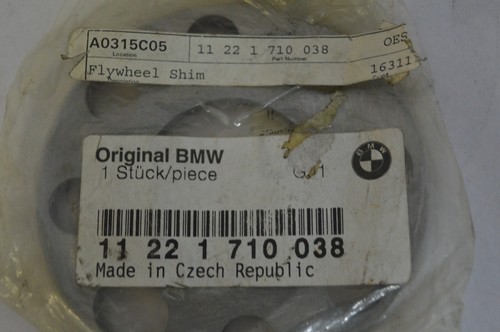 A0315C05 11 22 1 710 038 OES
Location Part Number
Flywheel Shim 16311
Original BMW
1 Stück/piece
BMW
11 22 1 710 038
Made in Czech Republic